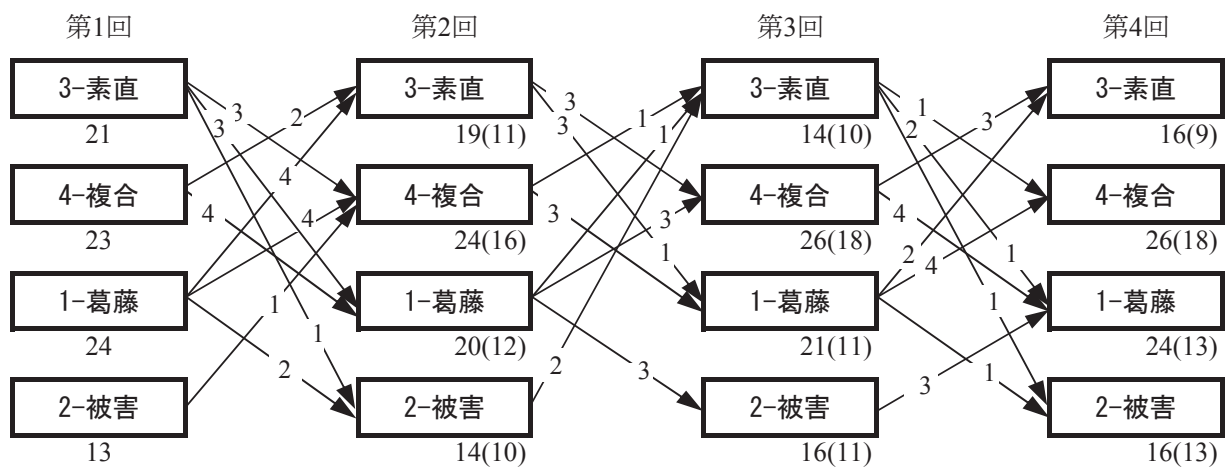 第1回 第2回 第3回 第4回
3-素直 3-素直 3-素直 3-素直
21 19(11) 14(10) 16(9)
4-複合 4-複合 4-複合 4-複合
23 24(16) 26(18) 26(18)
1-葛藤 1-葛藤 1-葛藤 1-葛藤
24 20(12) 21(11) 24(13)
2-被害 2-被害 2-被害 2-被害
13 14(10) 16(11) 16(13)
3 2 3 1 1 3
3 3 1 2
4
4 4 3 3 4
1 2 4 1
1 1 1
2 2 3 3 1